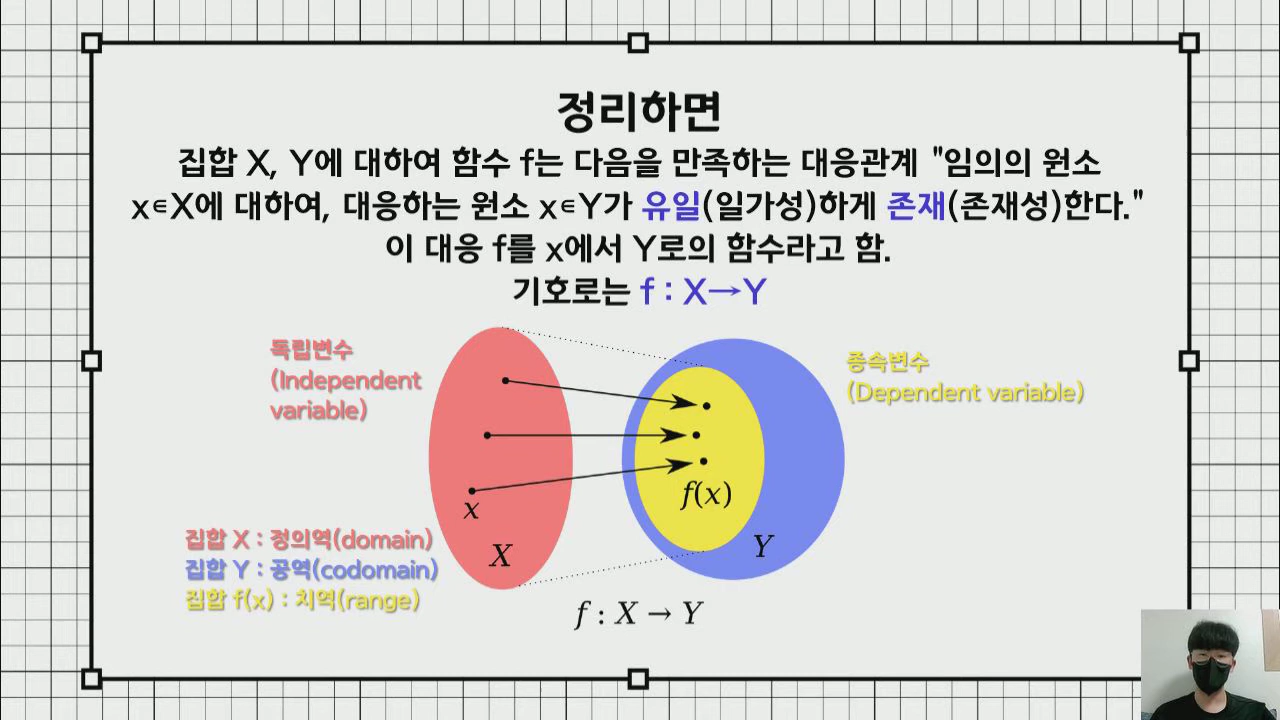 정리하면
집합 X, Y에 대하여 함수 f는 다음을 만족하는 대응관계 "임의의 원소
x∈X에 대하여, 대응하는 원소 x∈Y가 유일(일가성)하게 존재(존재성)한다."
이 대응 f를 x에서 Y로의 함수라고 함.
기호로는 f : X→Y
독립변수
(Independent
variable)
종속변수
(Dependent variable)
x
f(x)
X
Y
집합 X : 정의역(domain)
집합 Y : 공역(codomain)
집합 f(x) : 치역(range)
f : X → Y